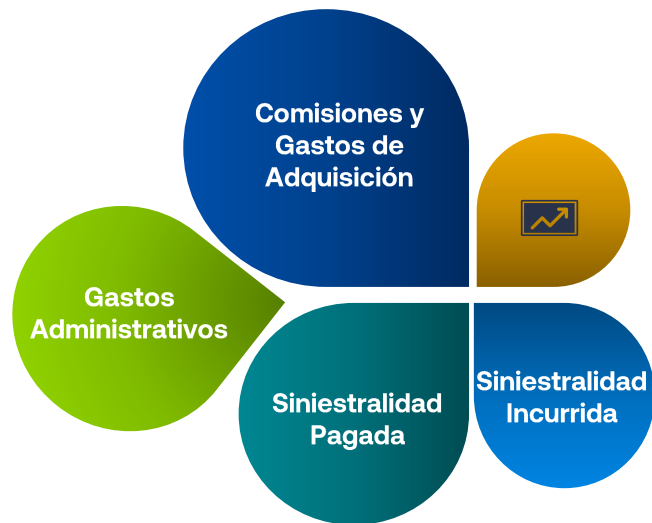 Comisiones y
Gastos de
Adquisición
Gastos
Administrativos
Siniestralidad
Pagada
Siniestralidad
Incurrida